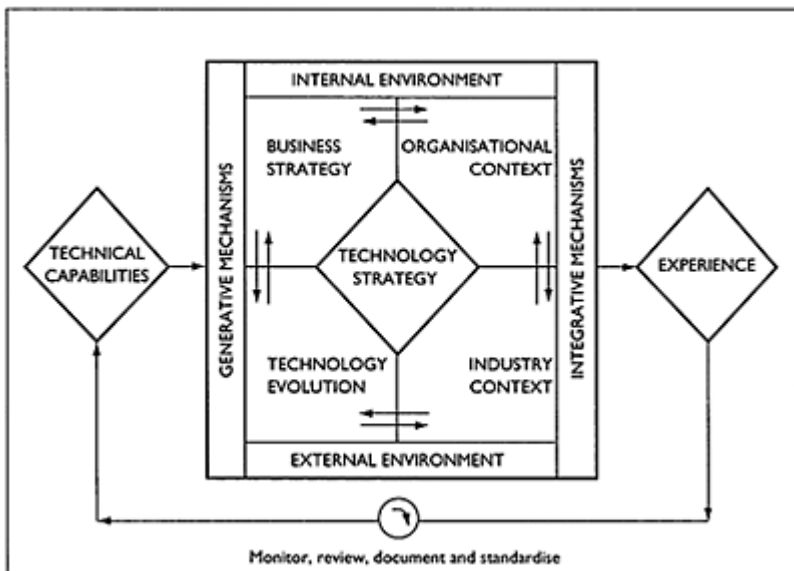 INTERNAL ENVIRONMENT
BUSINESS
STRATEGY
ORGANISATIONAL
CONTEXT
GENERATIVE MECHANISMS
TECHNICAL
CAPABILITIES
TECHNOLOGY
STRATEGY
INTEGRATIVE MECHANISMS
EXPERIENCE
TECHNOLOGY
EVOLUTION
INDUSTRY
CONTEXT
EXTERNAL ENVIRONMENT
Monitor, review, document and standardise